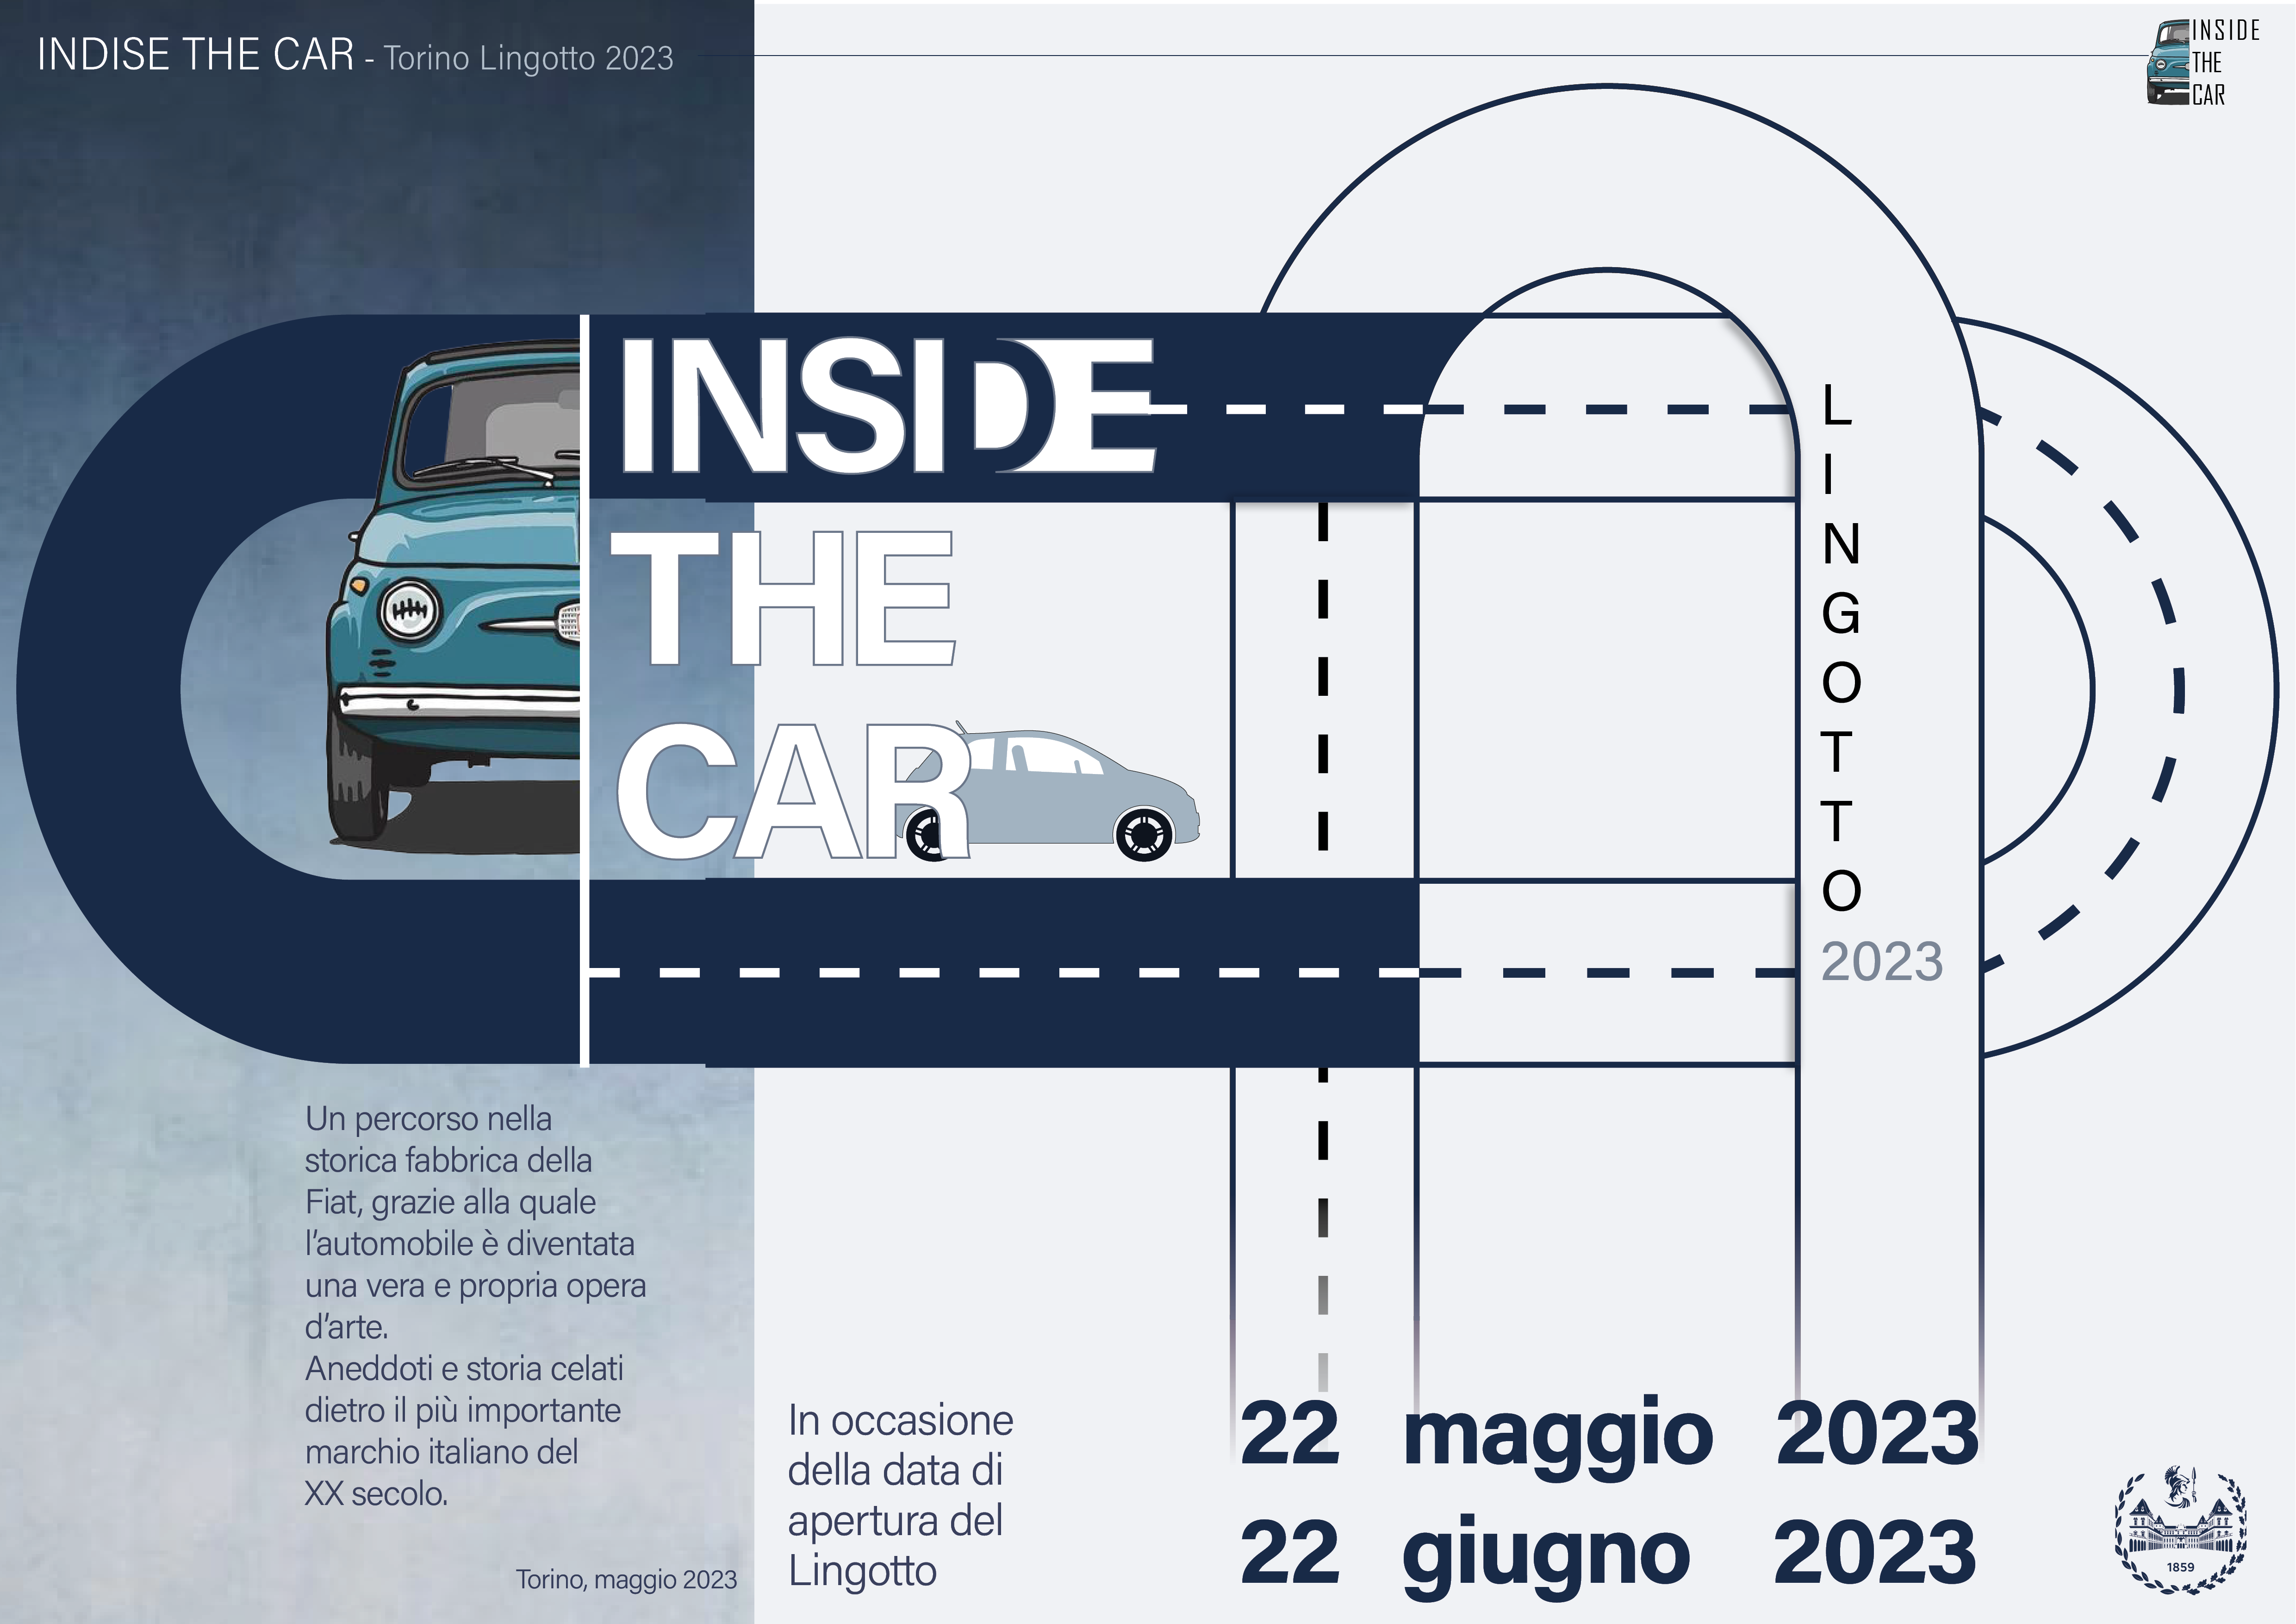 INDISE THE CAR - Torino Lingotto 2023
INSIDE
THE
CAR
INSIDE
THE
CAR
L
I
N
G
O
T
T
O
2023
Un percorso nella
storica fabbrica della
Fiat, grazie alla quale
l'automobile è diventata
una vera e propria opera
d'arte.
Aneddoti e storia celati
dietro il più importante
marchio italiano del
XX secolo.
Torino, maggio 2023
In occasione
della data di
apertura del
Lingotto
22 maggio 2023
22 giugno 2023
1859